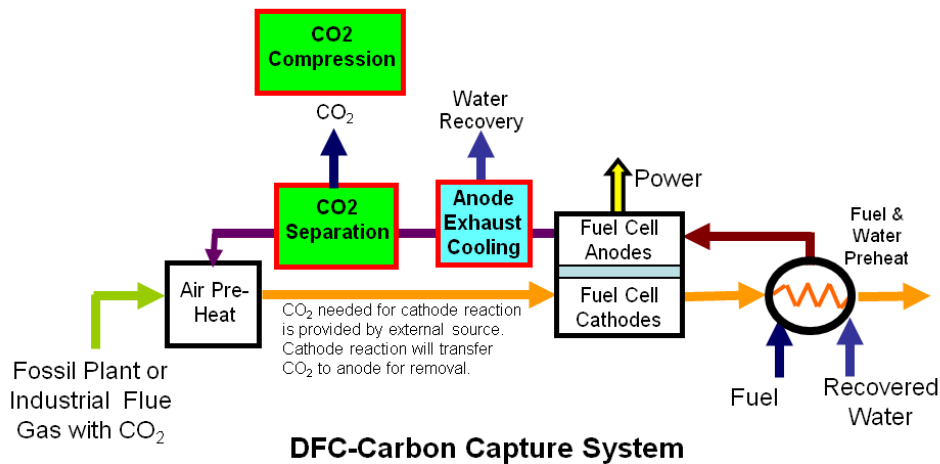 CO2
Compression
CO₂
Water
Recovery
Power
CO2
Separation
Anode
Exhaust
Cooling
Fuel Cell
Anodes
Fuel &
Water
Preheat
Air Pre-
Heat
Fuel Cell
Cathodes
CO₂ needed for cathode reaction
is provided by external source.
Cathode reaction will transfer
CO₂ to anode for removal.
Fossil Plant or
Industrial Flue
Gas with CO₂
Fuel
Recovered
Water
DFC-Carbon Capture System